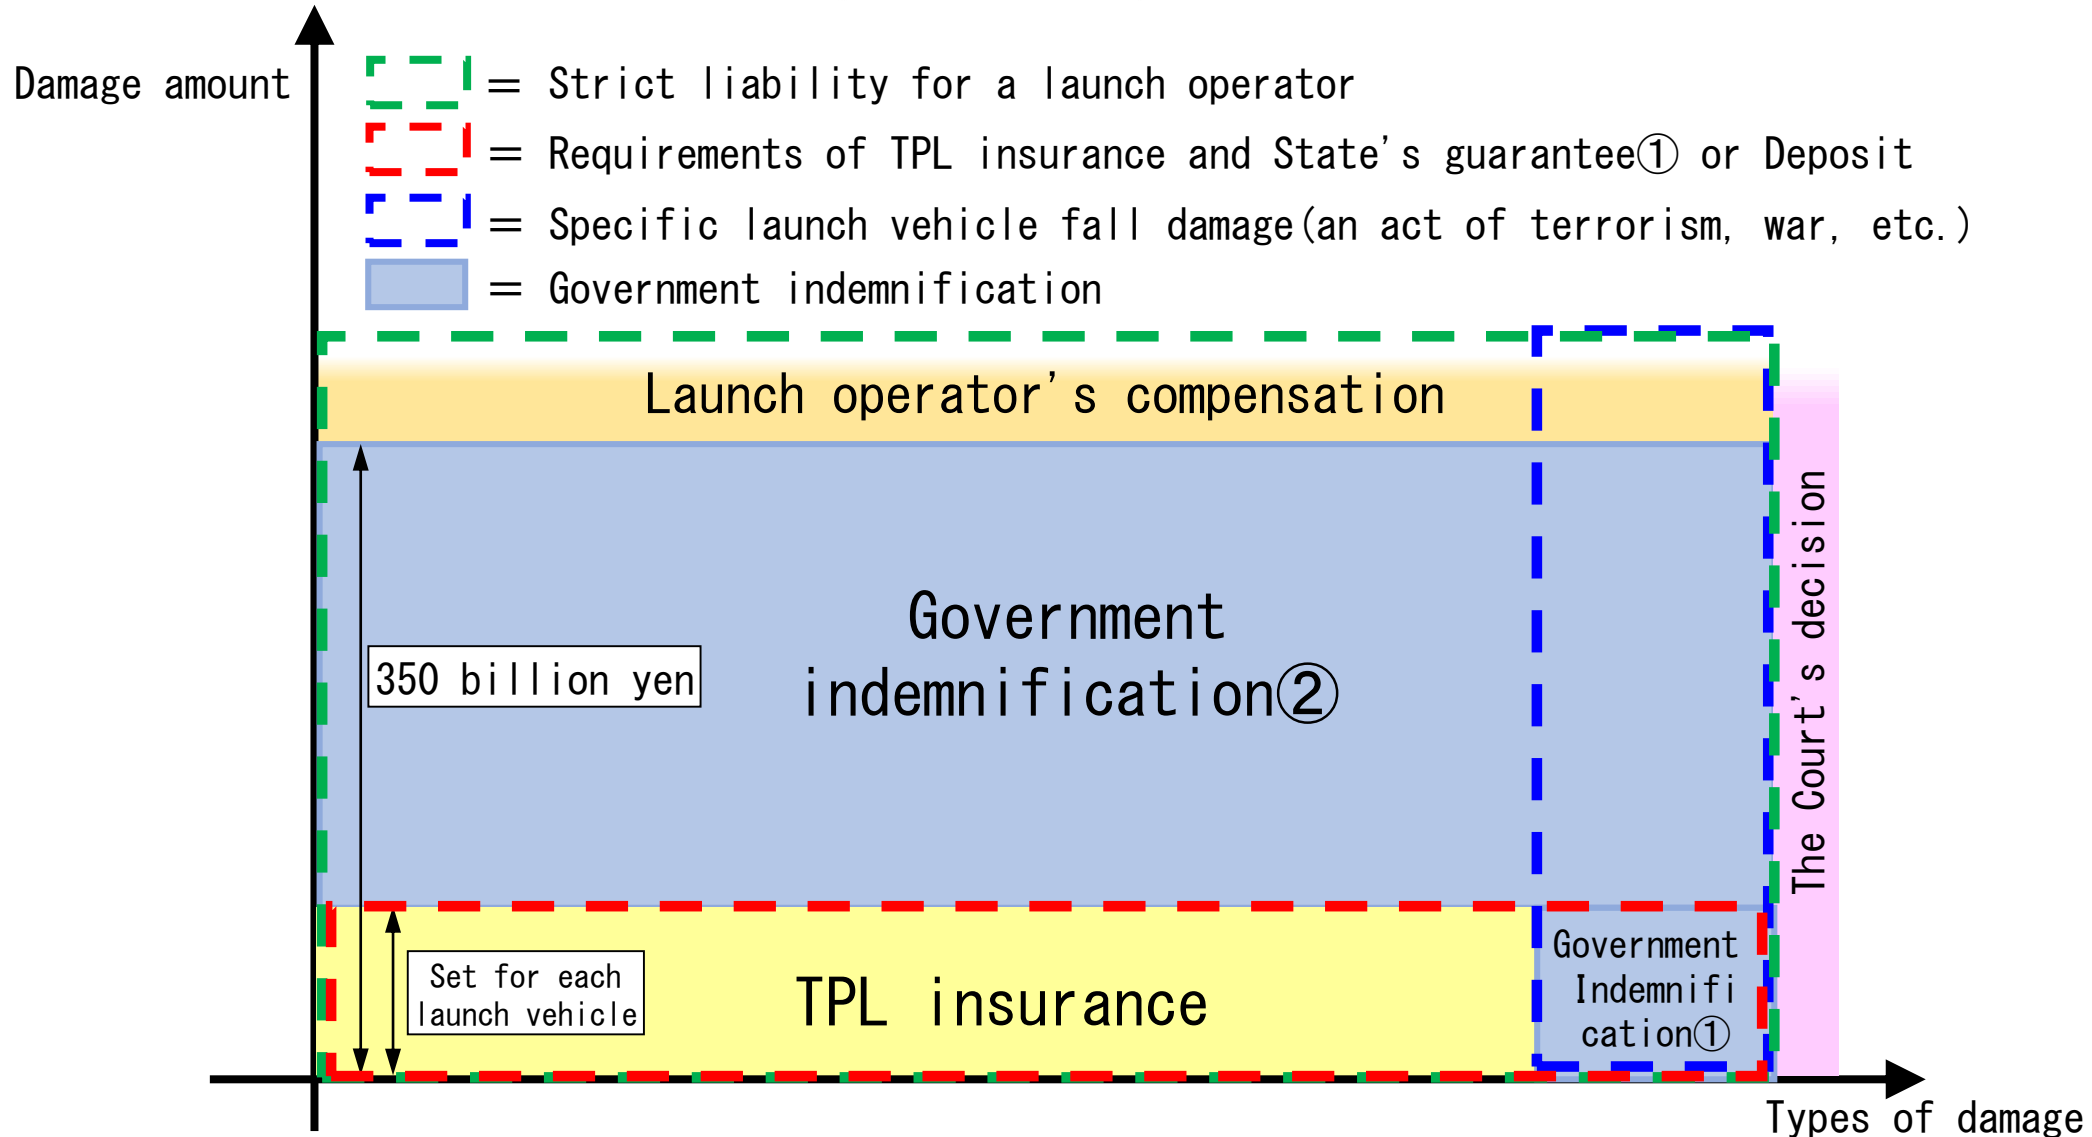 Damage amount
= Strict liability for a launch operator
= Requirements of TPL insurance and State's guarantee① or Deposit
= Specific launch vehicle fall damage(an act of terrorism, war, etc.)
= Government indemnification
Launch operator's compensation
350 billion yen
Government
indemnification②
The Court's decision
Set for each
launch vehicle
TPL insurance
Government
Indemnifi
cation①
Types of damage